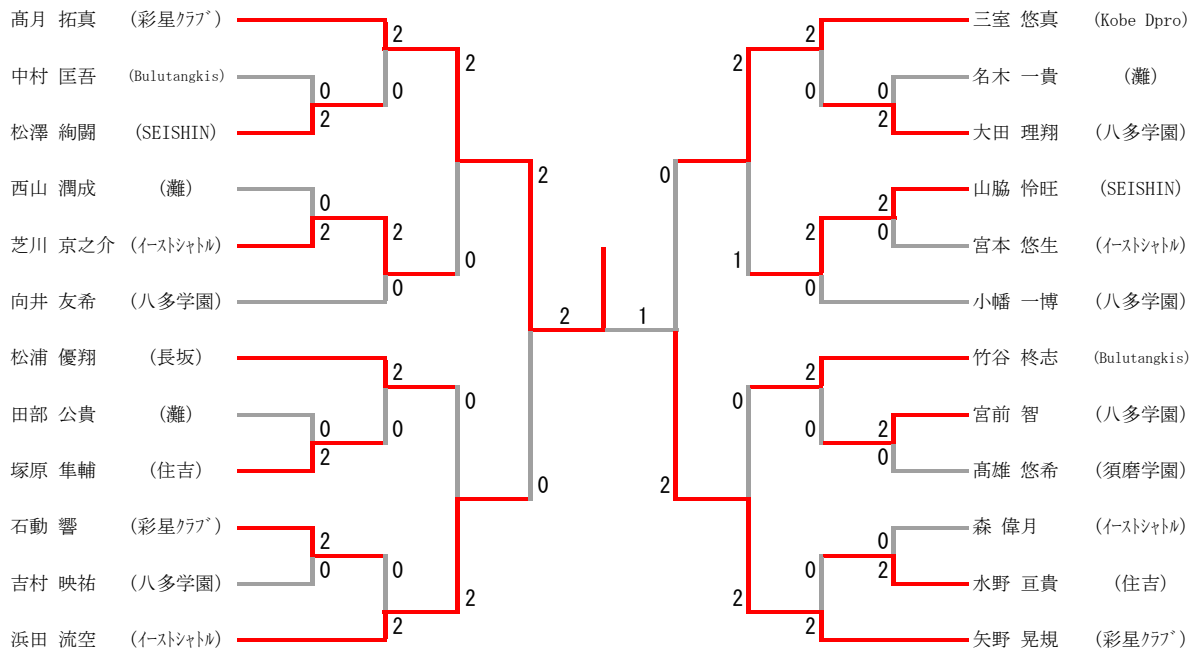 髙月 拓真 (彩星ｸﾗﾌﾞ)
中村 匡吾 (Bulutangkis)
松澤 絢闘 (SEISHIN)
西山 潤成 (灘)
芝川 京之介 (ｲｰｽﾄｼｬﾄﾙ)
向井 友希 (八多学園)
松浦 優翔 (長坂)
田部 公貴 (灘)
塚原 隼輔 (住吉)
石動 響 (彩星ｸﾗﾌﾞ)
吉村 映祐 (八多学園)
浜田 流空 (ｲｰｽﾄｼｬﾄﾙ)
2
0
0
2
0
2
2
0
2
0
0
2
2
0
2
0
0
2
2
0
0
2
2
0
2 1
0
2
2
1
0
2
2
0
2
0
0
2
2
0
2
0
2
0
0
2
0
2
三室 悠真 (Kobe Dpro)
名木 一貴 (灘)
大田 理翔 (八多学園)
山脇 怜旺 (SEISHIN)
宮本 悠生 (ｲｰｽﾄｼｬﾄﾙ)
小幡 一博 (八多学園)
竹谷 柊志 (Bulutangkis)
宮前 智 (八多学園)
髙雄 悠希 (須磨学園)
森 偉月 (ｲｰｽﾄｼｬﾄﾙ)
水野 亘貴 (住吉)
矢野 晃規 (彩星ｸﾗﾌﾞ)